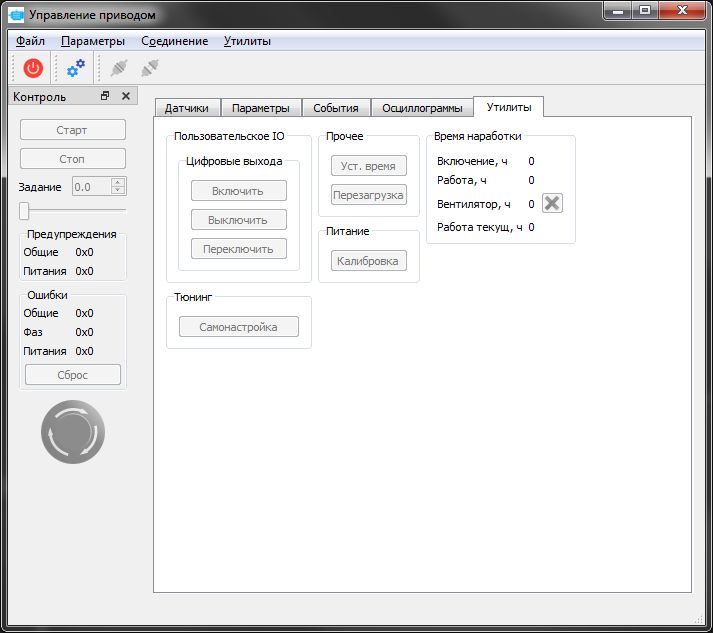 Управление приводом
Файл Параметры Соединение Утилиты
Контроль
Старт
Стоп
Задание 0.0
Предупреждения
Общие 0x0
Питания 0x0
Ошибки
Общие 0x0
Фаз 0x0
Питания 0x0
Сброс
Датчики Параметры События Осциллограммы Утилиты
Пользовательское IO
Цифровые выхода
Включить
Выключить
Переключить
Прочее
Уст. время
Перезагрузка
Питание
Калибровка
Время наработки
Включение, ч 0
Работа, ч 0
Вентилятор, ч 0
Работа текущ, ч 0
Тюнинг
Самонастройка